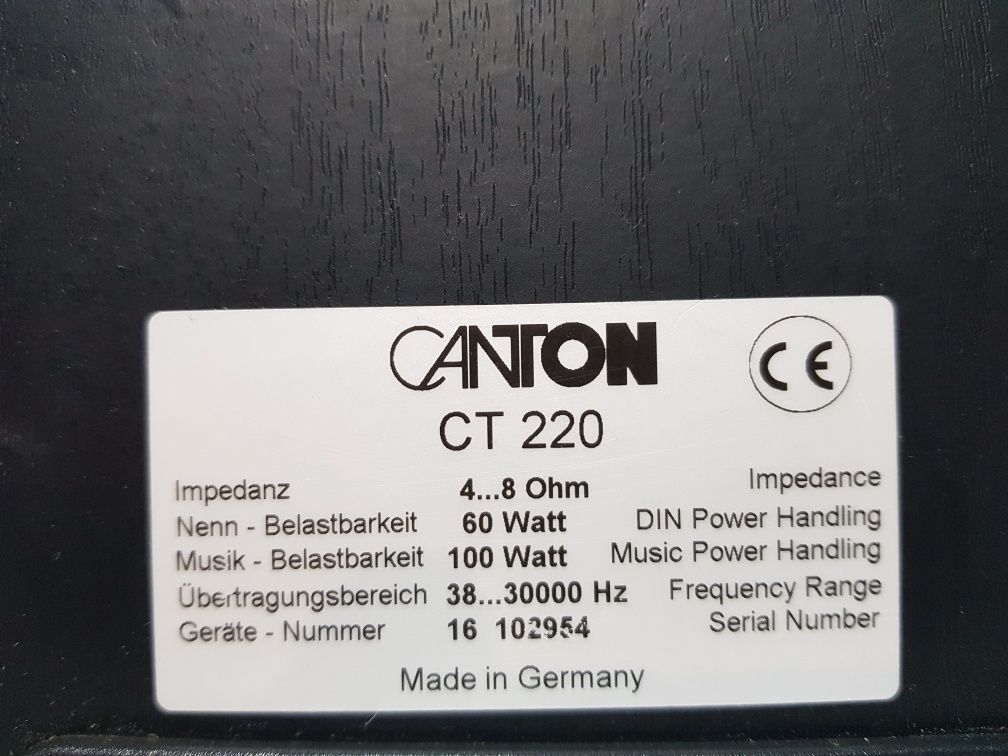 CANTON
CE
CT 220
Impedanz 4...8 Ohm Impedance
Nenn - Belastbarkeit 60 Watt DIN Power Handling
Musik - Belastbarkeit 100 Watt Music Power Handling
Übertragungsbereich 38...30000 Hz Frequency Range
Geräte - Nummer 16 102954 Serial Number
Made in Germany